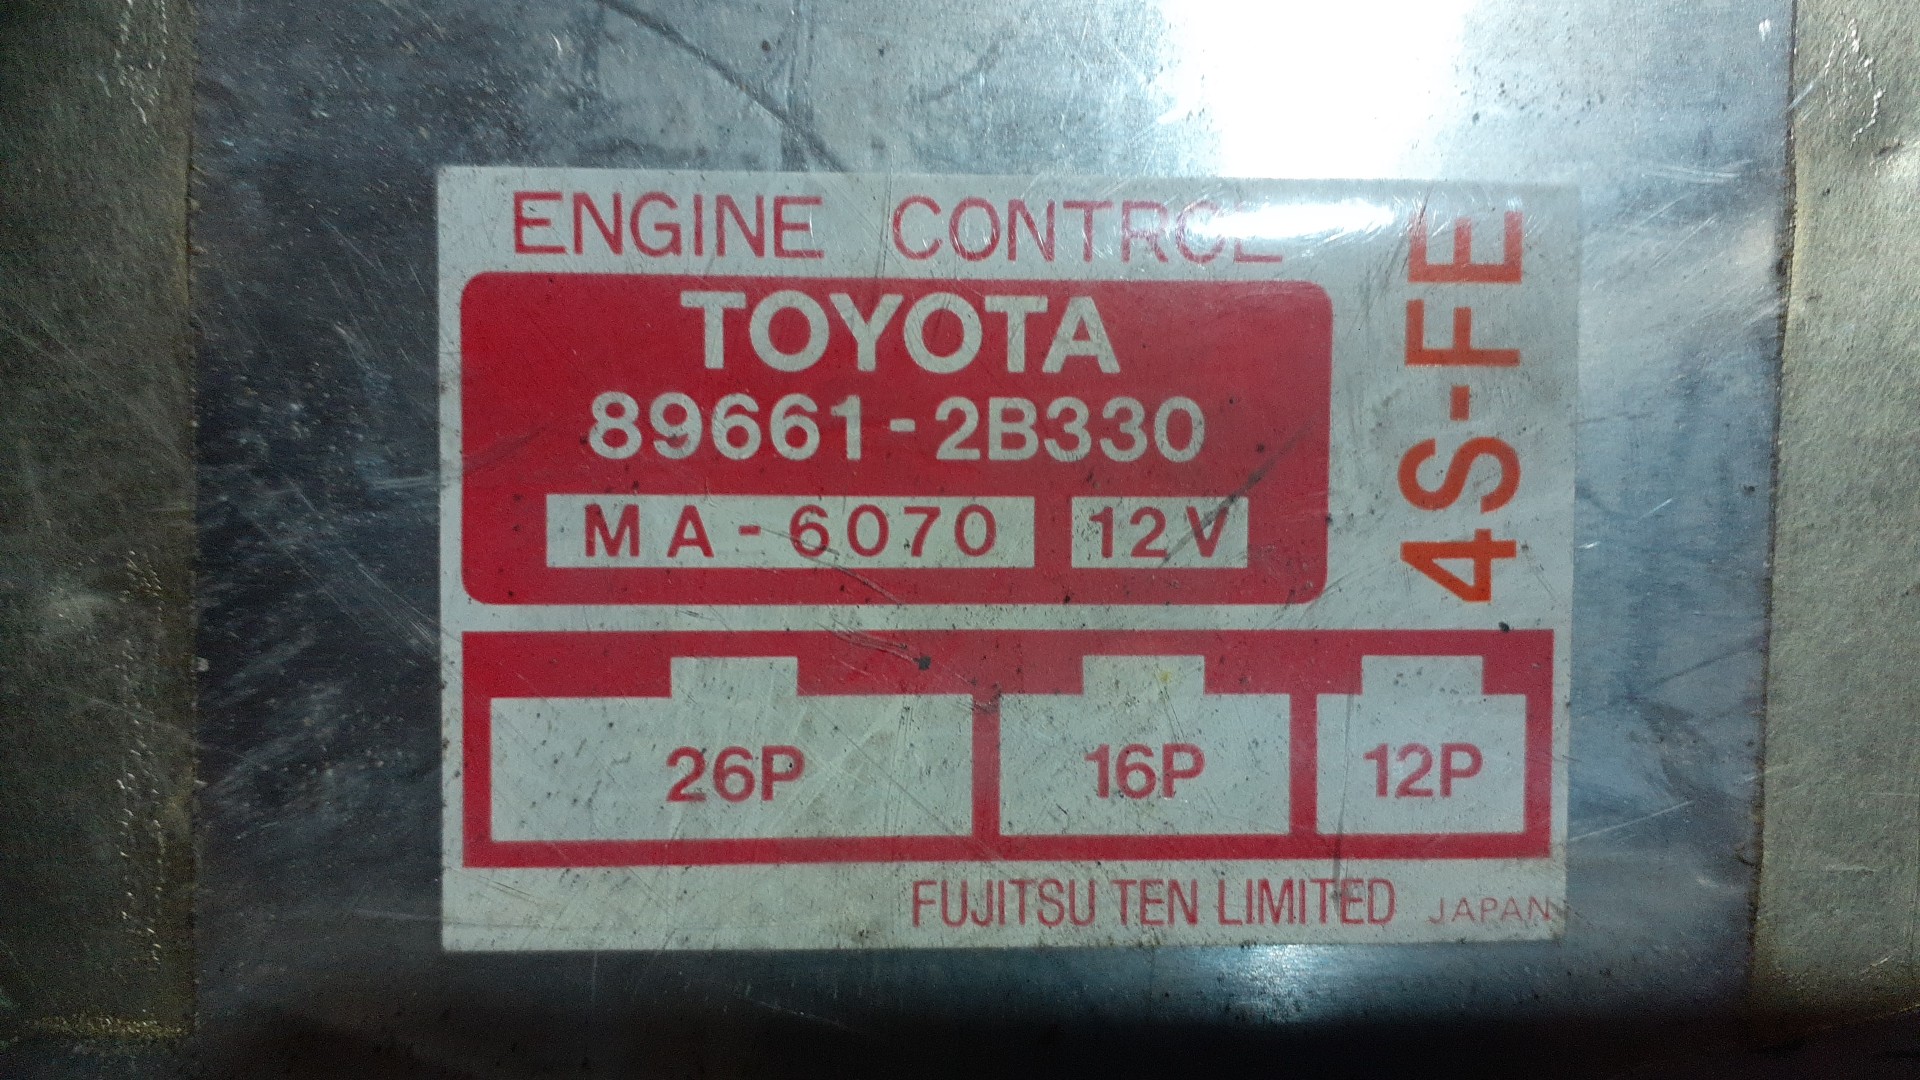 ENGINE CONTROL
TOYOTA
89661-2B330
MA-6070 12V
4S-FE
26P 16P 12P
FUJITSU TEN LIMITED JAPAN